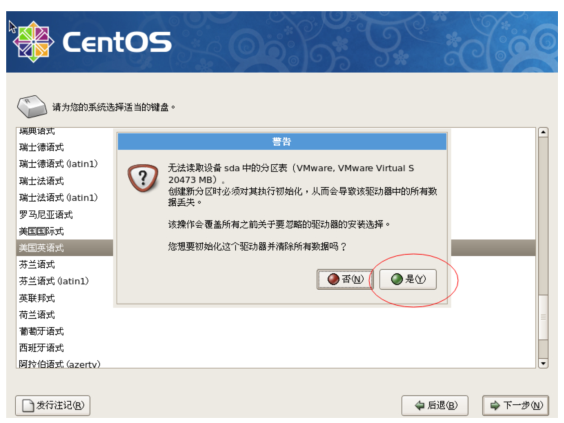 CentOS
请为您的系统选择适当的键盘。
瑞典语式
瑞士德语式
瑞士德语式 (latin1)
瑞士法语式
瑞士法语式 (latin1)
罗马尼亚语式
美国国际式
美国英语式
芬兰语式
芬兰语式 (latin1)
英联邦式
荷兰语式
葡萄牙语式
西班牙语式
阿拉伯语式 (azerty)
警告
无法读取设备 sda 中的分区表（VMware, VMware Virtual S
20473 MB）.
创建新分区时必须对其执行初始化，从而会导致该驱动器中的所有数
据丢失。
该操作会覆盖所有之前关于要忽略的驱动器的安装选择。
您想要初始化这个驱动器并清除所有数据吗？
否(N)
是(Y)
发行注记(R)
后退(B)
下一步(N)